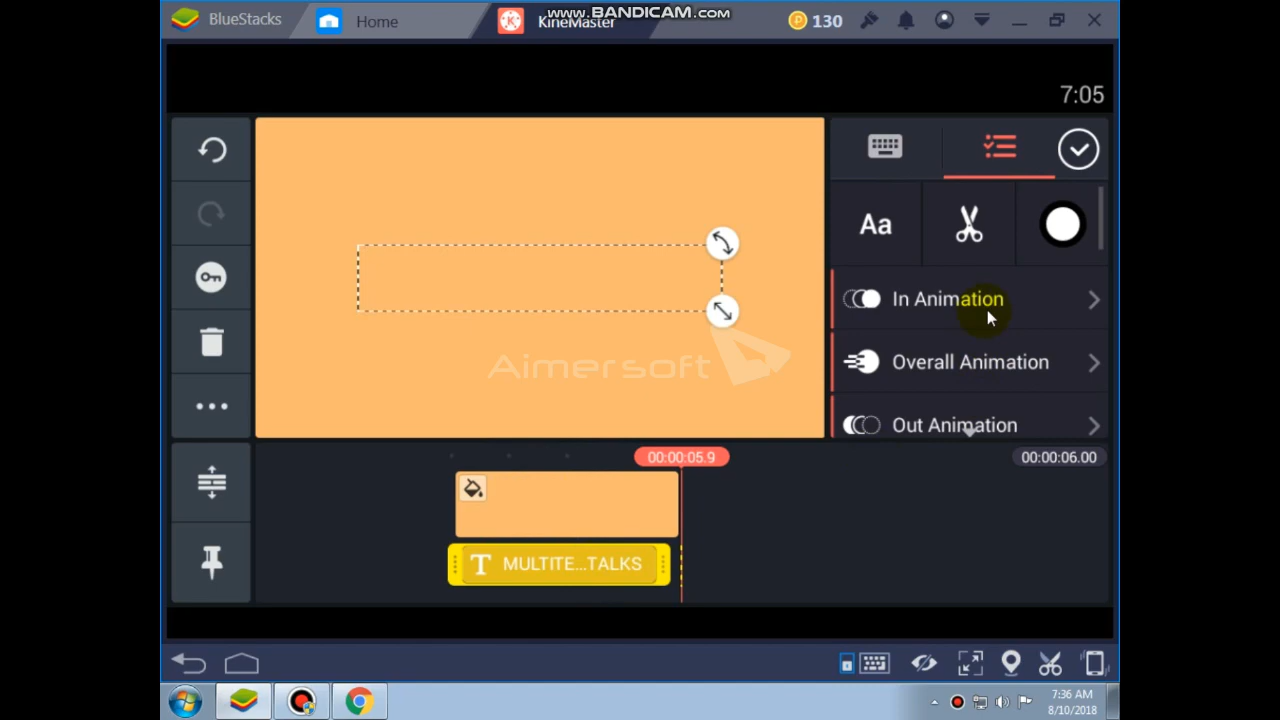 BlueStacks
Home
KineMaster
www.BANDICAM.com
130
7:05
Aa
In Animation
Overall Animation
Out Animation
Aimersoft
00:00:05.9
00:00:06.00
T MULTITE...TALKS
7:36 AM
8/10/2018